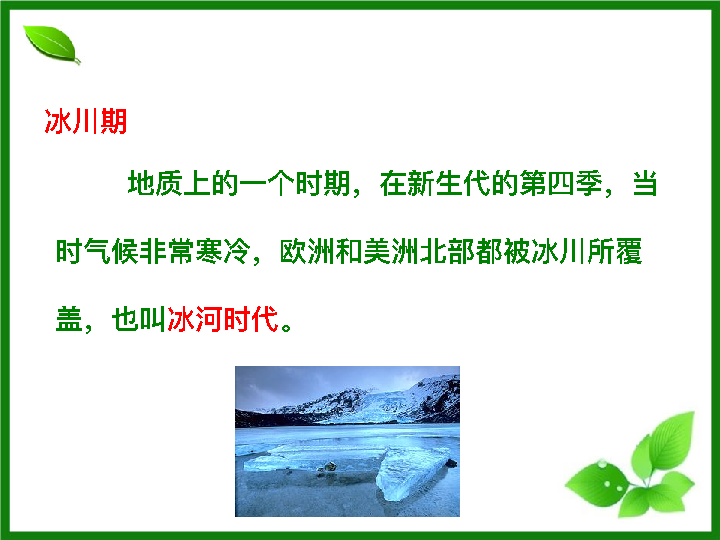 冰川期
地质上的一个时期，在新生代的第四季，当
时气候非常寒冷，欧洲和美洲北部都被冰川所覆
盖，也叫冰河时代。